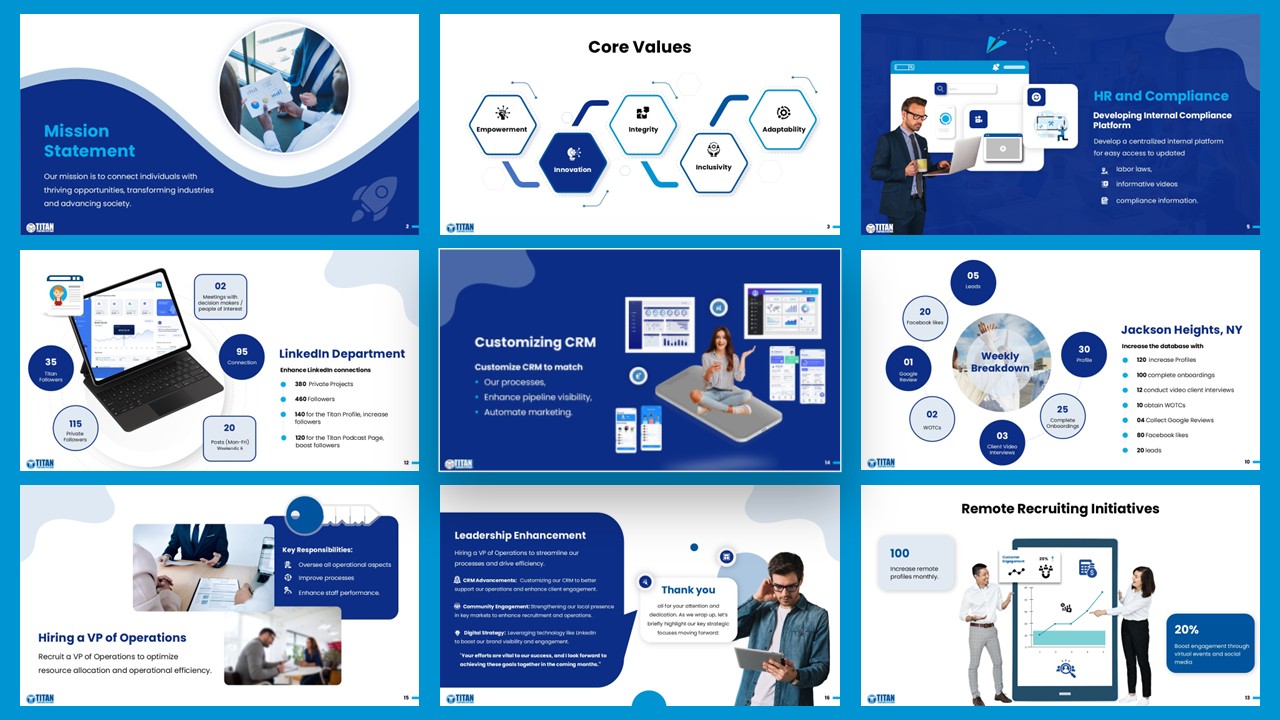 Mission
Statement
Our mission is to connect individuals with
thriving opportunities, transforming industries
and advancing society.
TITAN
2
Core Values
Empowerment
Innovation
Integrity
Inclusivity
Adaptability
TITAN
3
HR and Compliance
Developing Internal Compliance
Platform
Develop a centralized internal platform
for easy access to updated
labor laws,
informative videos
compliance information.
TITAN
5
02
Meetings with
decision makers /
people of Interest
95
Connection
35
Titan
Followers
115
Private
Followers
20
Posts (Mon-Fri)
Weekends 6
LinkedIn Department
Enhance LinkedIn connections
380 Private Projects
460 Followers
140 for the Titan Profile, increase
followers
120 for the Titan Podcast Page,
boost followers
TITAN
12
Customizing CRM
Customize CRM to match
Our processes,
Enhance pipeline visibility,
Automate marketing.
TITAN
14
05
Leads
20
Facebook likes
01
Google
Review
02
WOTCs
03
Client Video
Interviews
25
Complete
Onboardings
30
Profile
Weekly
Breakdown
Jackson Heights, NY
Increase the database with
120 increase Profiles
100 complete onboardings
12 conduct video client interviews
10 obtain WOTCs
04 Collect Google Reviews
80 Facebook likes
20 leads
TITAN
10
Key Responsibilities:
Oversee all operational aspects
Improve processes
Enhance staff performance.
Hiring a VP of Operations
Recruit a VP of Operations to optimize
resource allocation and operational efficiency.
TITAN
15
Leadership Enhancement
Hiring a VP of Operations to streamline our
processes and drive efficiency.
CRM Advancements: Customizing our CRM to better
support our operations and enhance client engagement.
Community Engagement: Strengthening our local presence
in key markets to enhance recruitment and operations.
Digital Strategy: Leveraging technology like LinkedIn
to boost our brand visibility and engagement.
"Your efforts are vital to our success, and I look forward to
achieving these goals together in the coming months."
Thank you
all for your attention and
dedication. As we wrap up, let's
briefly highlight our key strategic
focuses moving forward:
TITAN
16
Remote Recruiting Initiatives
100
Increase remote
profiles monthly.
Customer
Engagement
20%
20%
Boost engagement through
virtual events and social
media
TITAN
13